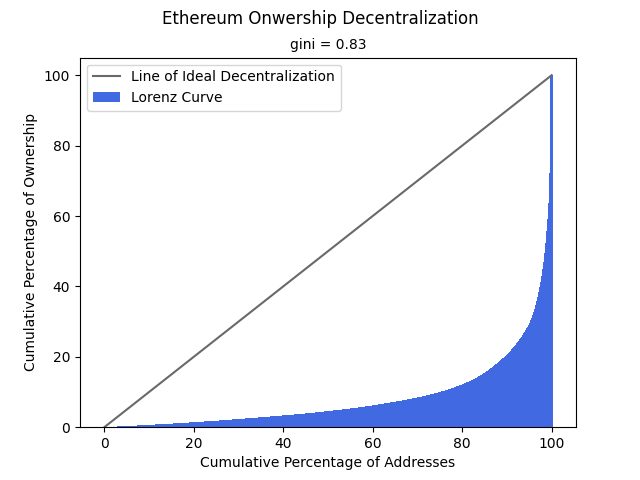 Ethereum Onwership Decentralization
gini = 0.83
Line of Ideal Decentralization
Lorenz Curve
Cumulative Percentage of Ownership
100
80
60
40
20
0
0 20 40 60 80 100
Cumulative Percentage of Addresses